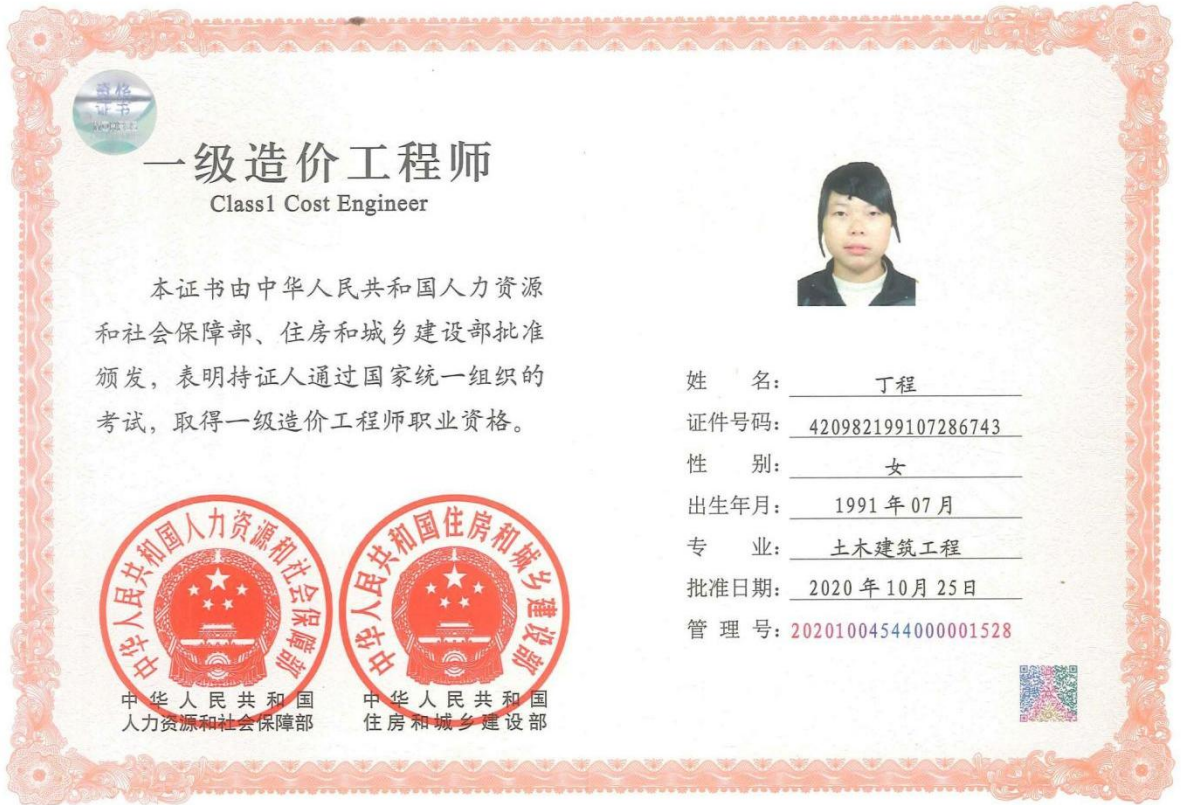 资格
证书
一级造价工程师
Class1 Cost Engineer
本证书由中华人民共和国人力资源
和社会保障部、住房和城乡建设部批准
颁发，表明持证人通过国家统一组织的
考试，取得一级造价工程师职业资格。
中华人民共和国人力资源和社会保障部
中华人民共和国住房和城乡建设部
中华人民共和国
人力资源和社会保障部
中华人民共和国
住房和城乡建设部
姓名：丁程
证件号码：420982199107286743
性别：女
出生年月：1991年07月
专业：土木建筑工程
批准日期：2020年10月25日
管理号：20201004544000001528